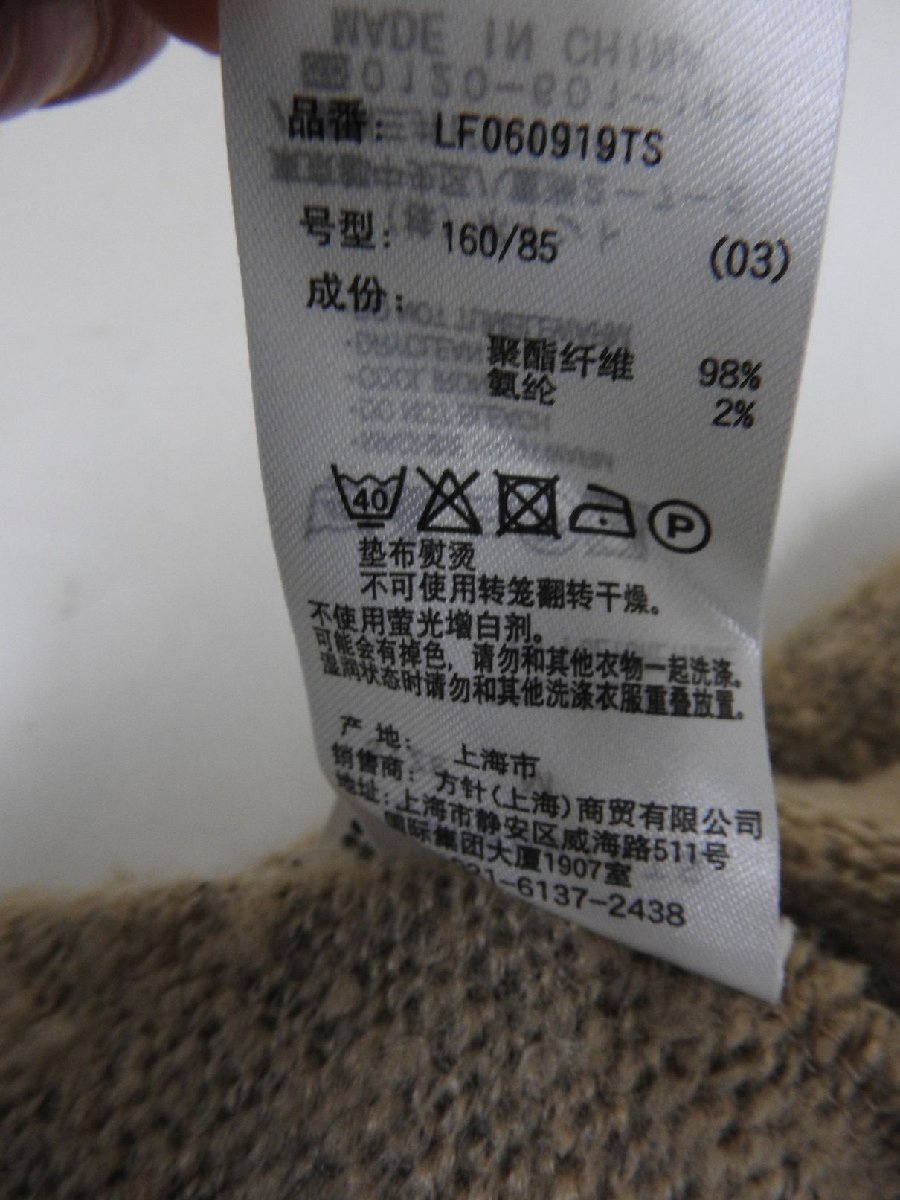 品番： LF060919TS
号型： 160/85 (03)
成份：
聚酯纤维 98%
氨纶 2%
40 P
垫布熨烫
不可使用转笼翻转干燥。
不使用萤光增白剂。
可能会有掉色，请勿和其他衣物一起洗涤。
湿润状态时请勿和其他洗涤衣服重叠放置。
产 地： 上海市
销售商： 方针(上海)商贸有限公司
地址：上海市静安区威海路511号
国际集团大厦1907室
021-6137-2438
MADE IN CHINA
0120-601-16